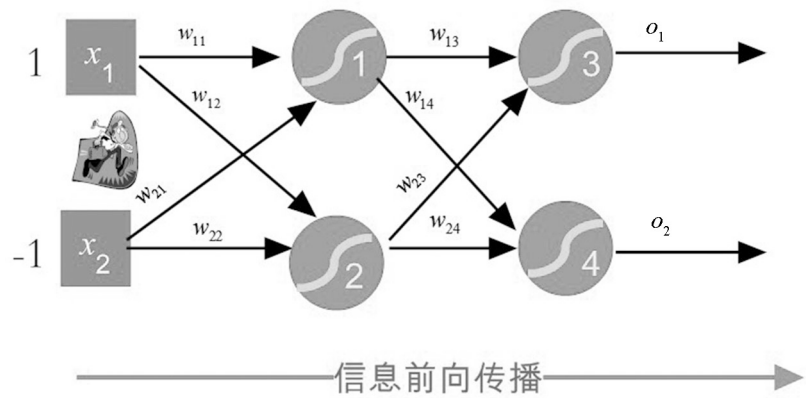 1 x₁ w₁₁ 1 w₁₃ 3 o₁
w₁₂ w₁₄
w₂₁ w₂₃
-1 x₂ w₂₂ 2 w₂₄ 4 o₂
信息前向传播